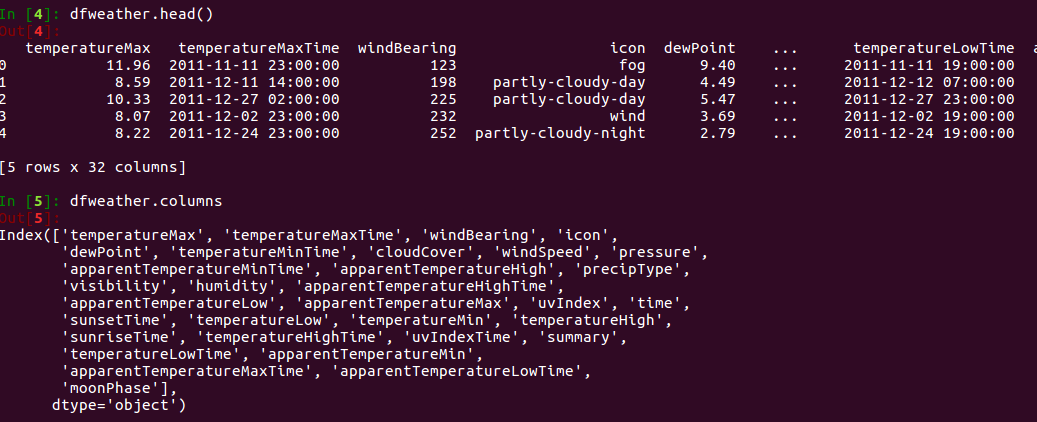 In [4]: dfweather.head()
Out[4]:
   temperatureMax   temperatureMaxTime  windBearing                 icon  dewPoint    ...      temperatureLowTime  a
0           11.96  2011-11-11 23:00:00          123                  fog      9.40    ...     2011-11-11 19:00:00
1            8.59  2011-12-11 14:00:00          198    partly-cloudy-day      4.49    ...     2011-12-12 07:00:00
2           10.33  2011-12-27 02:00:00          225    partly-cloudy-day      5.47    ...     2011-12-27 23:00:00
3            8.07  2011-12-02 23:00:00          232                 wind      3.69    ...     2011-12-02 19:00:00
4            8.22  2011-12-24 23:00:00          252  partly-cloudy-night      2.79    ...     2011-12-24 19:00:00
[5 rows x 32 columns]
In [5]: dfweather.columns
Out[5]:
Index(['temperatureMax', 'temperatureMaxTime', 'windBearing', 'icon',
       'dewPoint', 'temperatureMinTime', 'cloudCover', 'windSpeed', 'pressure',
       'apparentTemperatureMinTime', 'apparentTemperatureHigh', 'precipType',
       'visibility', 'humidity', 'apparentTemperatureHighTime',
       'apparentTemperatureLow', 'apparentTemperatureMax', 'uvIndex', 'time',
       'sunsetTime', 'temperatureLow', 'temperatureMin', 'temperatureHigh',
       'sunriseTime', 'temperatureHighTime', 'uvIndexTime', 'summary',
       'temperatureLowTime', 'apparentTemperatureMin',
       'apparentTemperatureMaxTime', 'apparentTemperatureLowTime',
       'moonPhase'],
      dtype='object')